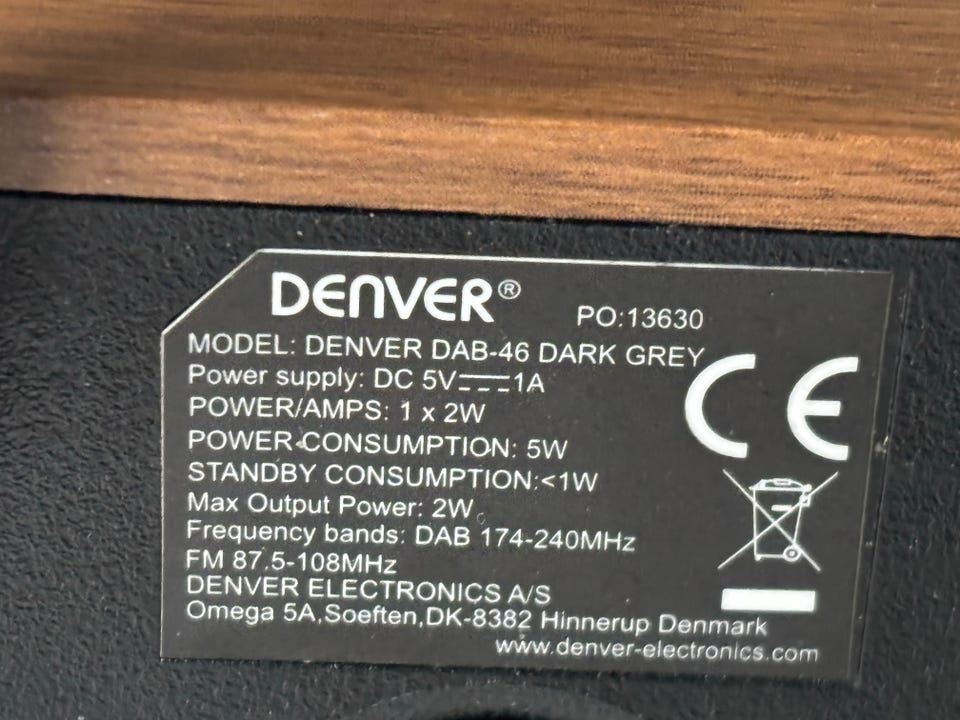 DENVER®
PO:13630
MODEL: DENVER DAB-46 DARK GREY
Power supply: DC 5V⎓1A
POWER/AMPS: 1 x 2W
POWER CONSUMPTION: 5W
STANDBY CONSUMPTION:<1W
Max Output Power: 2W
Frequency bands: DAB 174-240MHz
FM 87.5-108MHz
DENVER ELECTRONICS A/S
Omega 5A,Soeften,DK-8382 Hinnerup Denmark
www.denver-electronics.com
CE